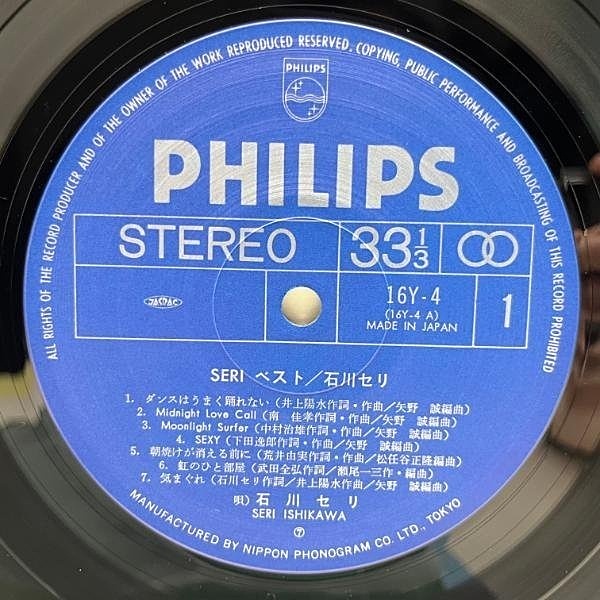 ALL RIGHTS OF THE RECORD PRODUCER AND OF THE OWNER OF THE WORK REPRODUCED RESERVED. COPYING, PUBLIC PERFORMANCE AND BROADCASTING OF THIS RECORD PROHIBITED
PHILIPS
PHILIPS
STEREO 33 1/3
JASRAC
16Y-4
(16Y-4 A)
MADE IN JAPAN
1
SERI ベスト/石川セリ
1. ダンスはうまく踊れない (井上陽水作詞・作曲/矢野 誠編曲)
2. Midnight Love Call (南 佳孝作詞・作曲/矢野 誠編曲)
3. Moonlight Surfer (中村治雄作詞・作曲/矢野 誠編曲)
4. SEXY (下田逸郎作詞・作曲/矢野 誠編曲)
5. 朝焼けが消える前に (荒井由実作詞・作曲/松任谷正隆編曲)
6. 虹のひと部屋 (武田全弘作詞/瀬尾一三作・編曲)
7. 気まぐれ (石川セリ作詞/井上陽水作曲/矢野 誠編曲)
唄) 石川セリ
SERI ISHIKAWA
⑦
MANUFACTURED BY NIPPON PHONOGRAM CO. LTD., TOKYO